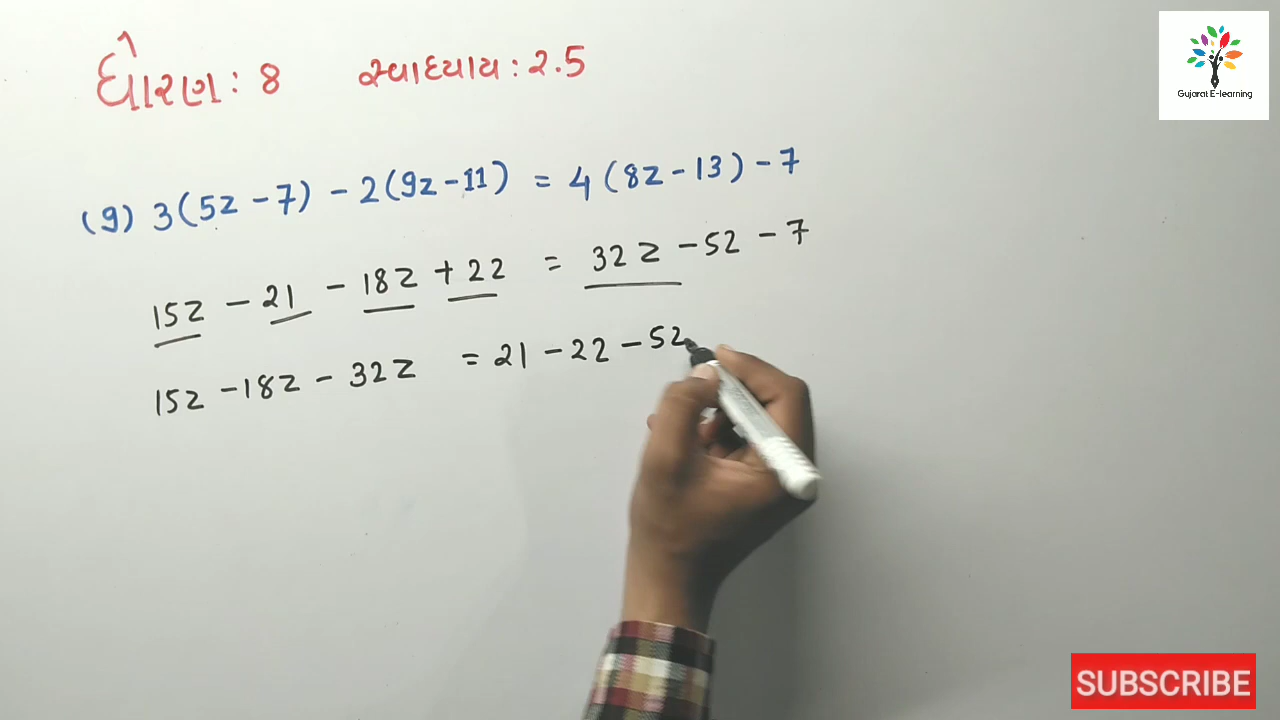 ધોરણ : 8 સ્વાધ્યાય : 2.5
Gujarat E-learning
(9) 3(5z - 7) - 2(9z - 11) = 4(8z - 13) - 7
15z - 21 - 18z + 22 = 32z - 52 - 7
15z - 18z - 32z = 21 - 22 - 52
SUBSCRIBE